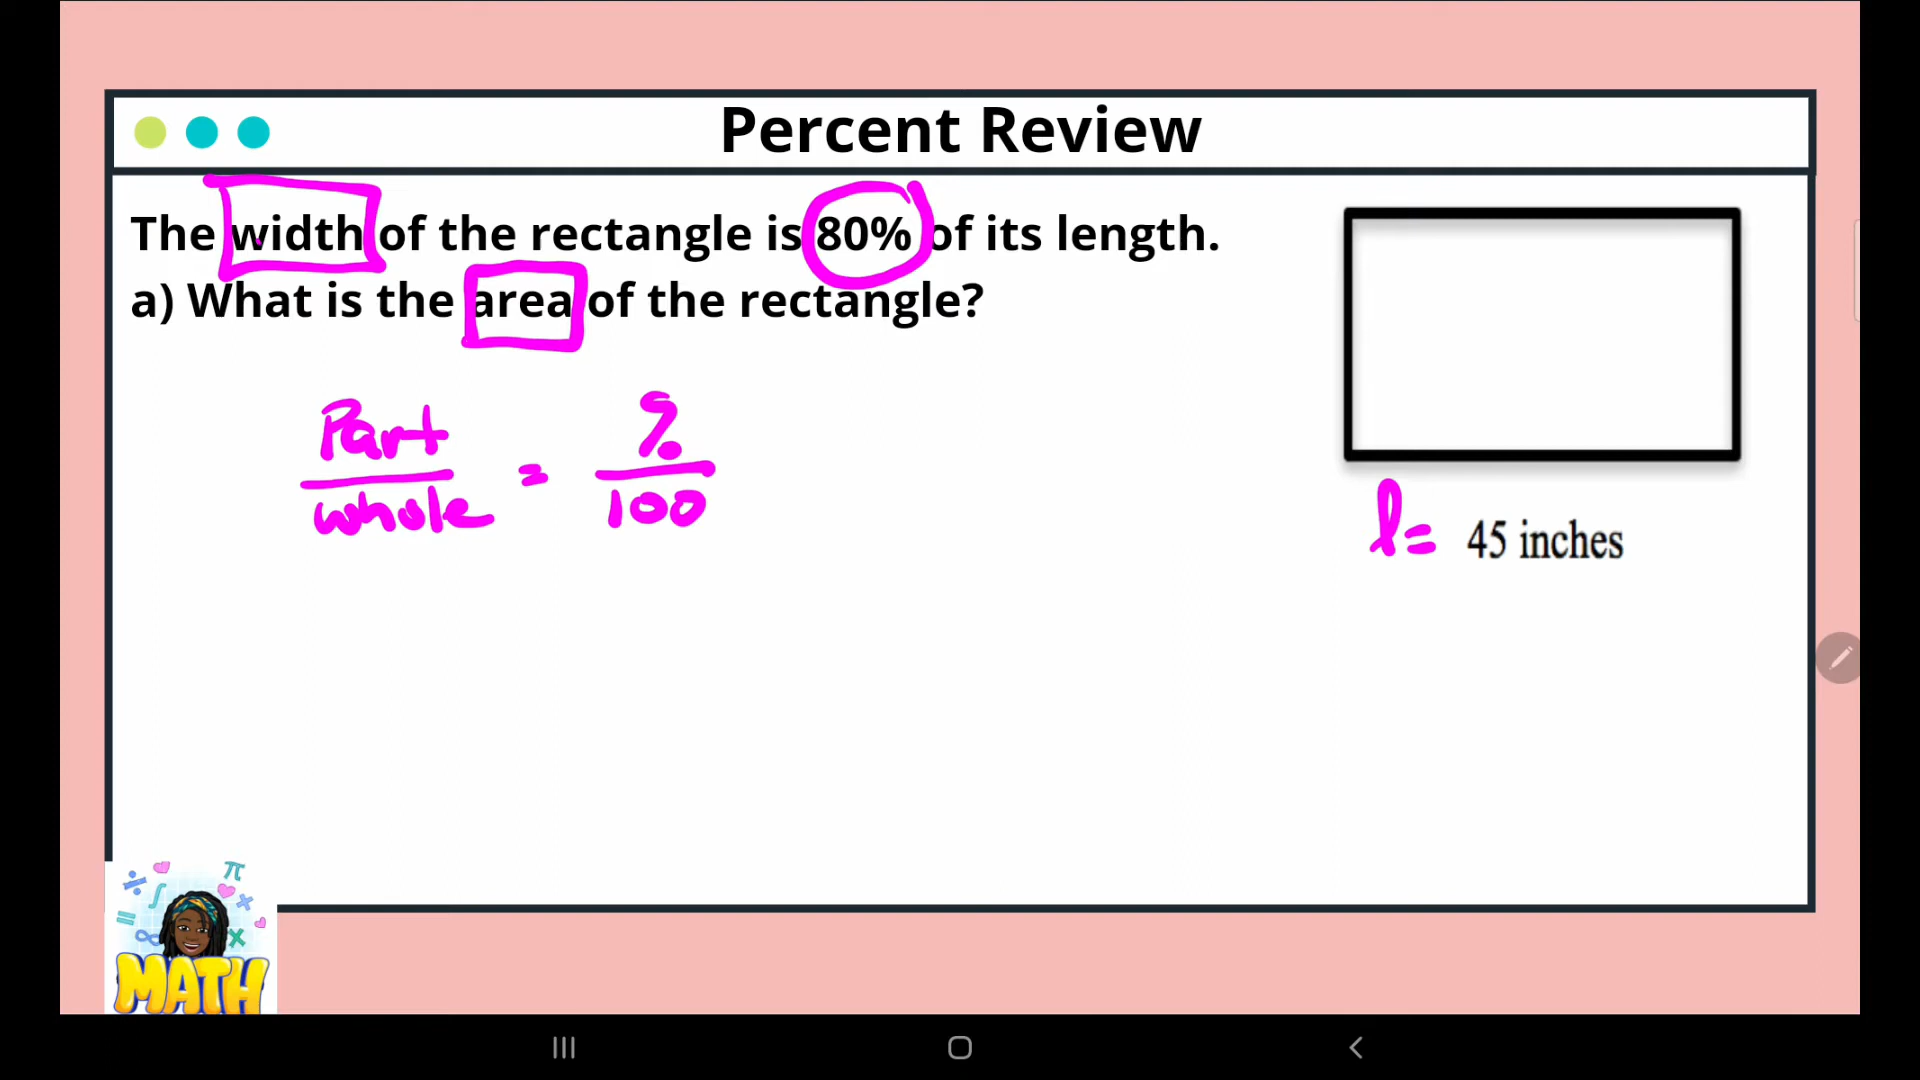 Percent Review
The width of the rectangle is 80% of its length.
a) What is the area of the rectangle?
Part
whole
=
%
100
l= 45 inches
MATH